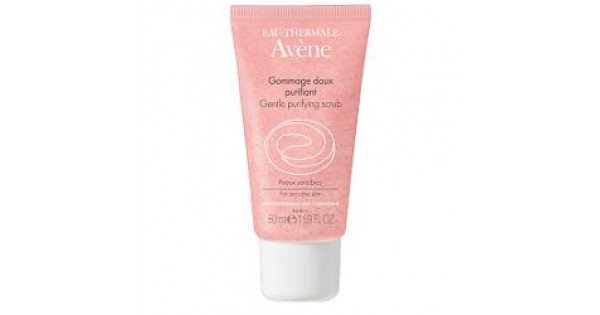 EAU THERMALE
Avène
Gommage doux
purifiant
Gentle purifying scrub
Peaux sensibles
For sensitive skin
50 ml ℮ 1.69 FL.OZ.